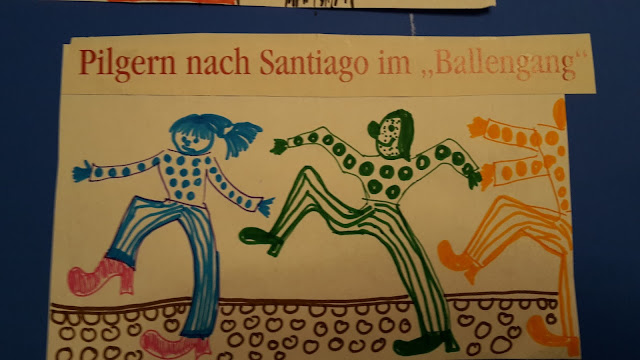 Pilgern nach Santiago im „Ballengang“